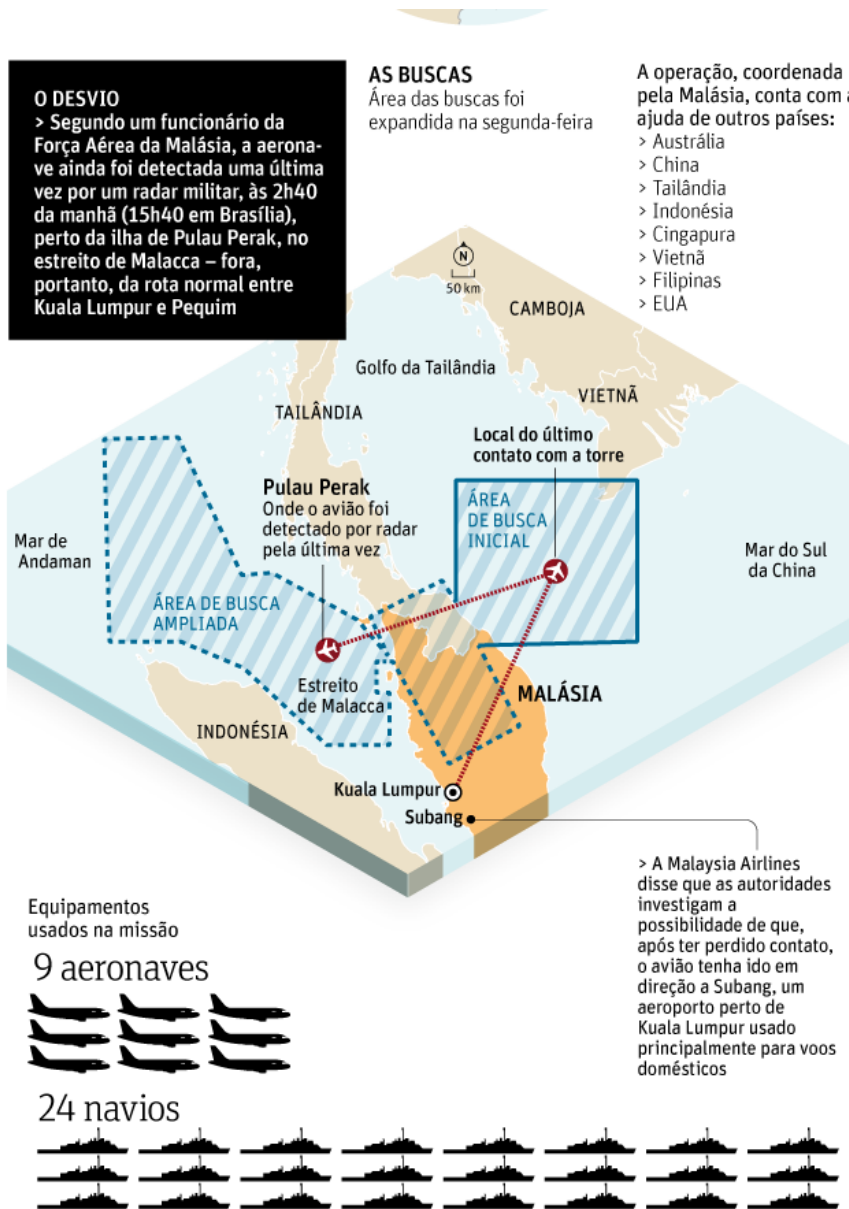 O DESVIO
> Segundo um funcionário da
Força Aérea da Malásia, a aerona-
ve ainda foi detectada uma última
vez por um radar militar, às 2h40
da manhã (15h40 em Brasília),
perto da ilha de Pulau Perak, no
estreito de Malacca – fora,
portanto, da rota normal entre
Kuala Lumpur e Pequim
AS BUSCAS
Área das buscas foi
expandida na segunda-feira
A operação, coordenada
pela Malásia, conta com a
ajuda de outros países:
> Austrália
> China
> Tailândia
> Indonésia
> Cingapura
> Vietnã
> Filipinas
> EUA
N
50 km
CAMBOJA
Golfo da Tailândia
VIETNÃ
TAILÂNDIA
Local do último
contato com a torre
Pulau Perak
Onde o avião foi
detectado por radar
pela última vez
ÁREA
DE BUSCA
INICIAL
Mar de
Andaman
Mar do Sul
da China
ÁREA DE BUSCA
AMPLIADA
Estreito
de Malacca
MALÁSIA
INDONÉSIA
Kuala Lumpur
Subang
> A Malaysia Airlines
disse que as autoridades
investigam a
possibilidade de que,
após ter perdido contato,
o avião tenha ido em
direção a Subang, um
aeroporto perto de
Kuala Lumpur usado
principalmente para voos
domésticos
Equipamentos
usados na missão
9 aeronaves
24 navios